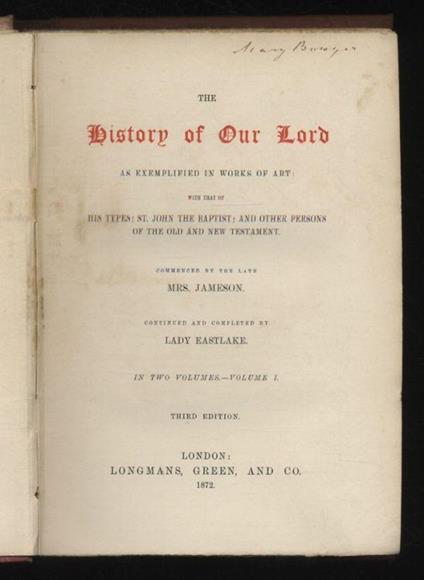 Mary
THE
History of Our Lord
AS EXEMPLIFIED IN WORKS OF ART:
WITH THAT OF
HIS TYPES; ST. JOHN THE BAPTIST; AND OTHER PERSONS
OF THE OLD AND NEW TESTAMENT.
COMMENCED BY THE LATE
MRS. JAMESON.
CONTINUED AND COMPLETED BY
LADY EASTLAKE.
IN TWO VOLUMES.—VOLUME I.
THIRD EDITION.
LONDON:
LONGMANS, GREEN, AND CO.
1872.